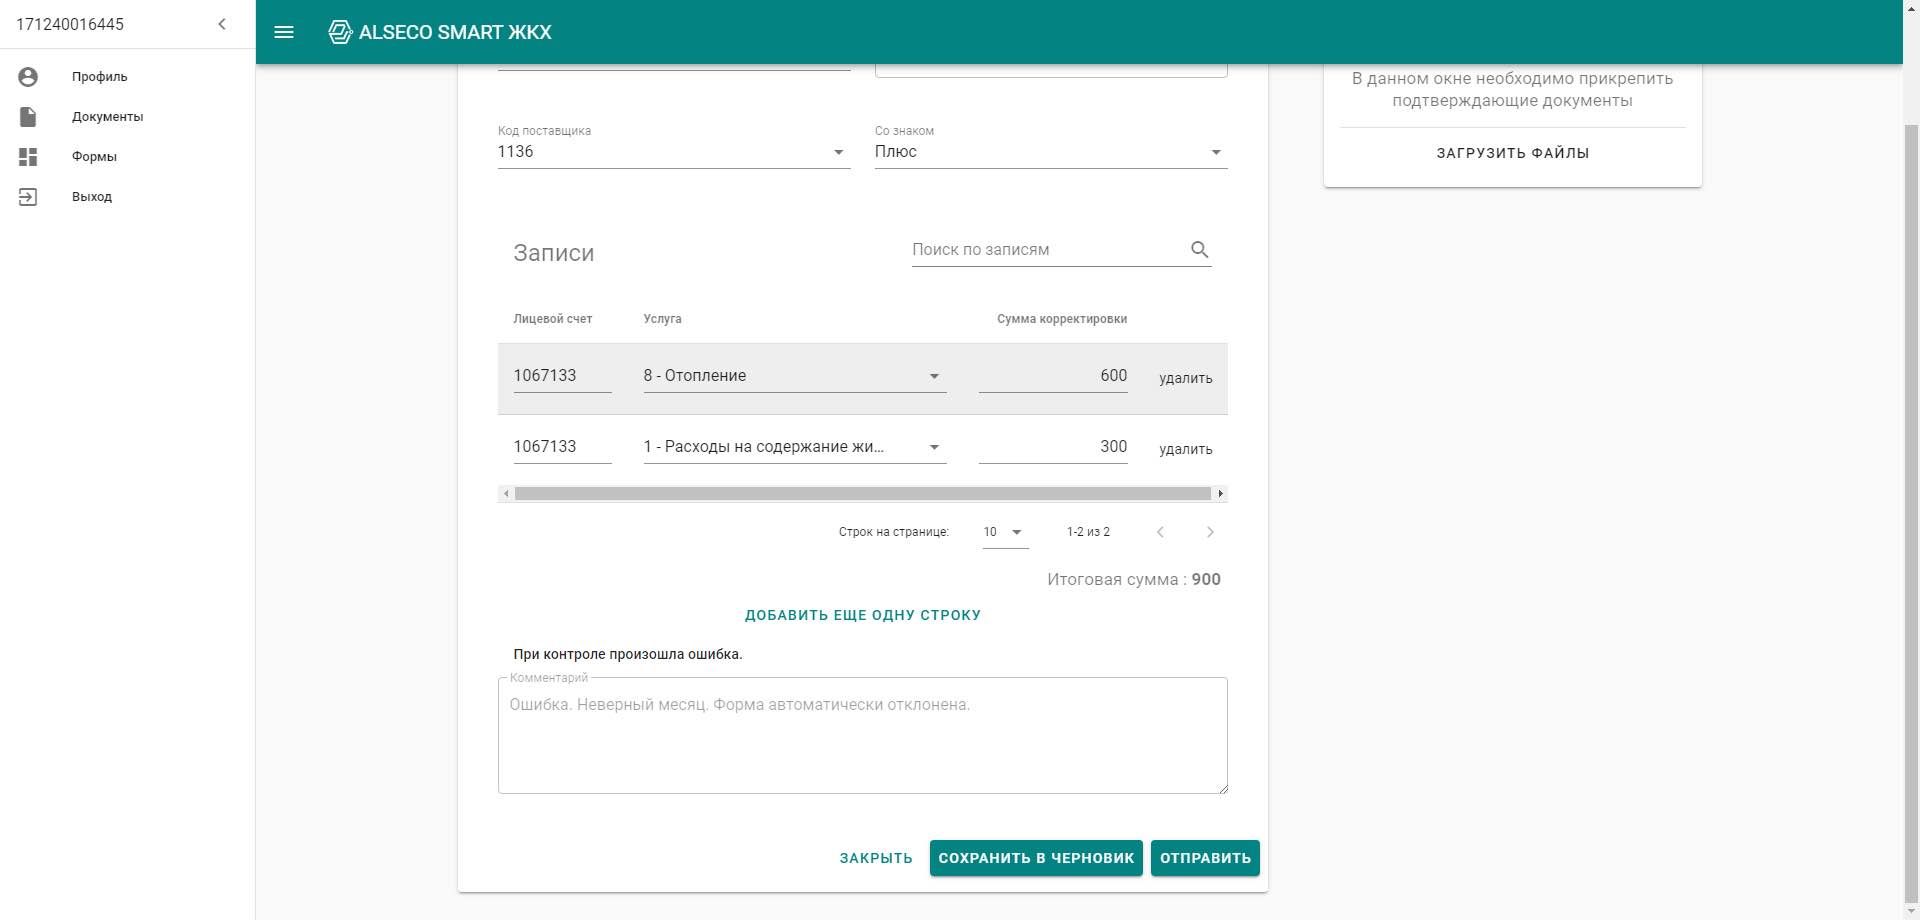 171240016445
ALSECO SMART ЖКХ
Профиль
Документы
Формы
Выход
В данном окне необходимо прикрепить
подтверждающие документы
ЗАГРУЗИТЬ ФАЙЛЫ
Код поставщика
Со знаком
1136
Плюс
Записи
Поиск по записям
Лицевой счет Услуга Сумма корректировки
1067133 8 - Отопление 600 удалить
1067133 1 - Расходы на содержание жи... 300 удалить
Строк на странице: 10 1-2 из 2
Итоговая сумма : 900
ДОБАВИТЬ ЕЩЕ ОДНУ СТРОКУ
При контроле произошла ошибка.
Комментарий
Ошибка. Неверный месяц. Форма автоматически отклонена.
ЗАКРЫТЬ СОХРАНИТЬ В ЧЕРНОВИК ОТПРАВИТЬ